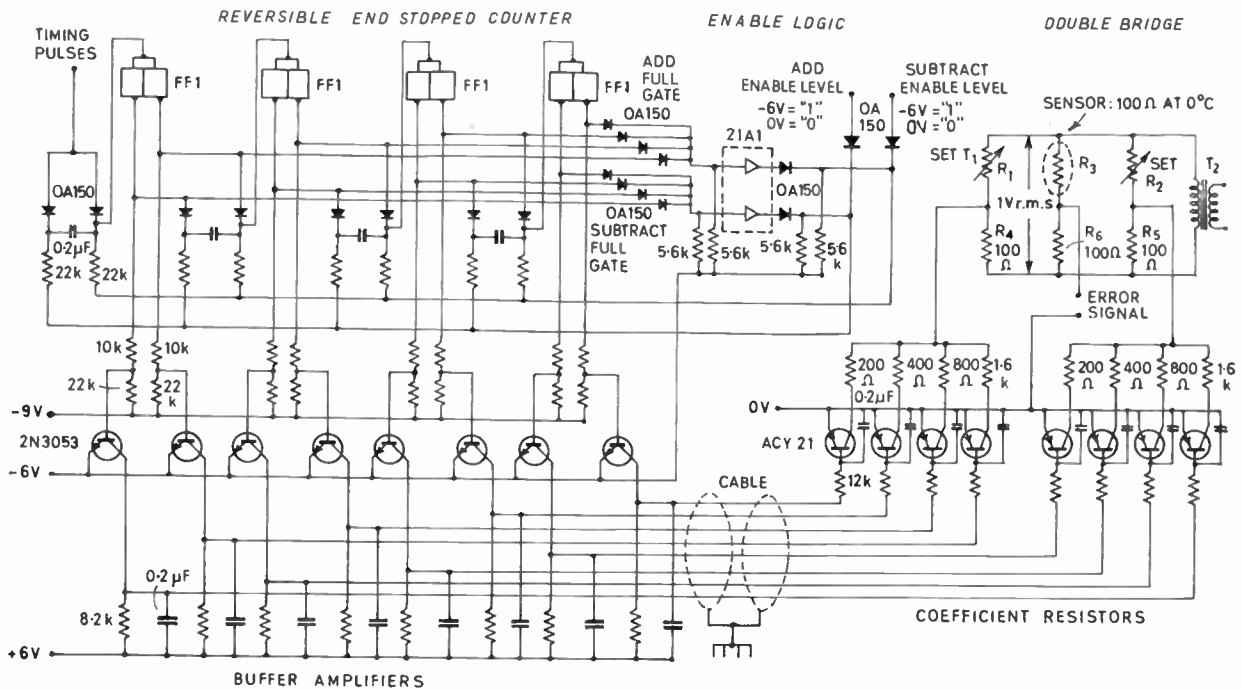 REVERSIBLE END STOPPED COUNTER
ENABLE LOGIC
DOUBLE BRIDGE
TIMING
PULSES
FF1
FF1
FF1
FF1
ADD
FULL
GATE
OA150
ADD
ENABLE LEVEL
-6V = "1"
0V = "0"
OA
150
SUBTRACT
ENABLE LEVEL
-6V = "1"
0V = "0"
SENSOR: 100Ω AT 0°C
21A1
SET T1
R1
R3
SET
R2
T2
OA150
OA150
1V r.m.s
OA150
SUBTRACT
FULL
GATE
0·2µF
22k
22k
5·6k
5·6k
5·6k
5·6
k
R4
100
Ω
R6
100Ω
R5
100
Ω
ERROR
SIGNAL
10k
10k
22k
22
k
200
Ω
400
Ω
800
Ω
1·6
k
200
Ω
400
Ω
800
Ω
1·6
k
0·2µF
-9V
0V
2N3053
ACY 21
-6V
12k
CABLE
0·2µF
8·2k
COEFFICIENT RESISTORS
+6V
BUFFER AMPLIFIERS